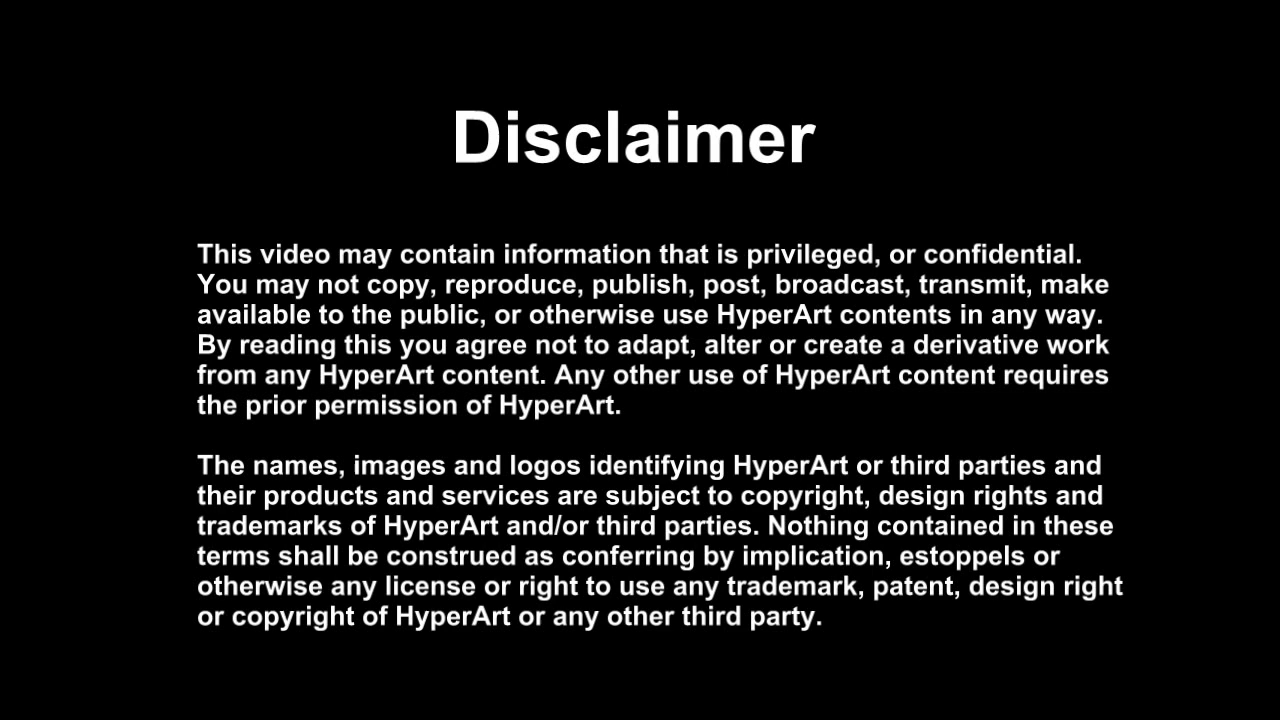 Disclaimer
This video may contain information that is privileged, or confidential.
You may not copy, reproduce, publish, post, broadcast, transmit, make
available to the public, or otherwise use HyperArt contents in any way.
By reading this you agree not to adapt, alter or create a derivative work
from any HyperArt content. Any other use of HyperArt content requires
the prior permission of HyperArt.
The names, images and logos identifying HyperArt or third parties and
their products and services are subject to copyright, design rights and
trademarks of HyperArt and/or third parties. Nothing contained in these
terms shall be construed as conferring by implication, estoppels or
otherwise any license or right to use any trademark, patent, design right
or copyright of HyperArt or any other third party.